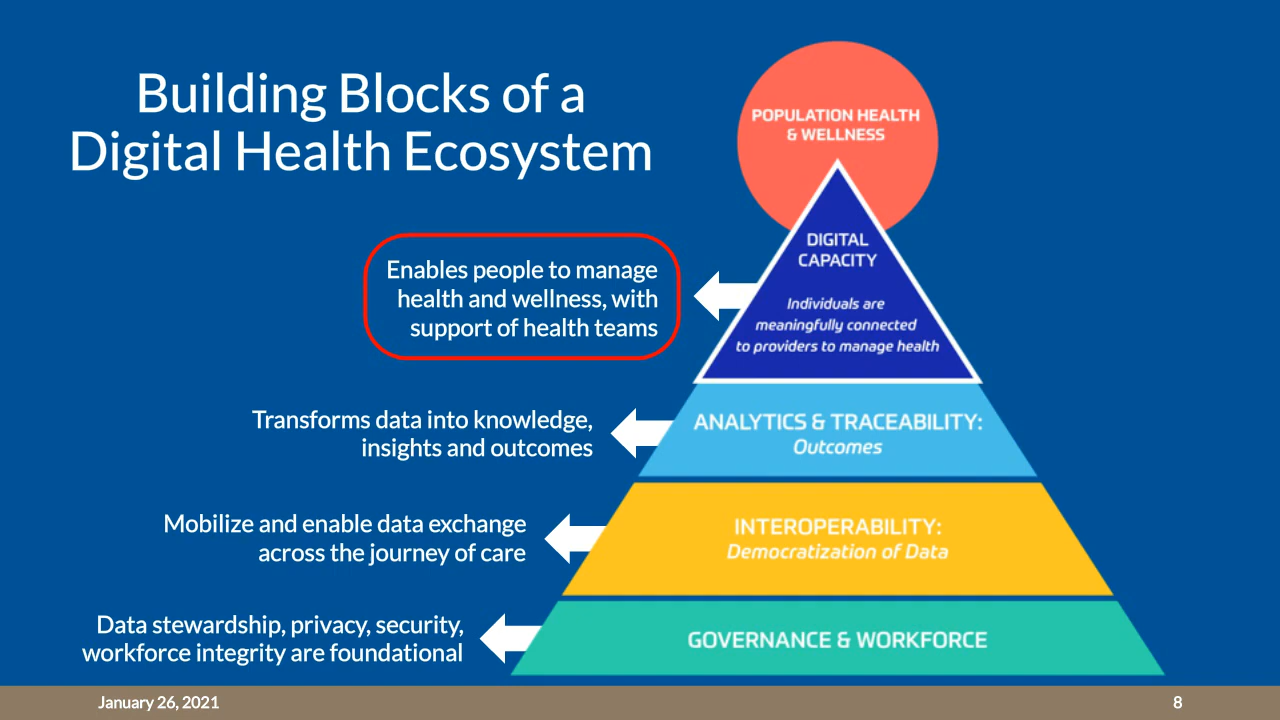 Building Blocks of a
Digital Health Ecosystem
POPULATION HEALTH
& WELLNESS
DIGITAL
CAPACITY
Individuals are
meaningfully connected
to providers to manage health
Enables people to manage
health and wellness, with
support of health teams
ANALYTICS & TRACEABILITY:
Outcomes
Transforms data into knowledge,
insights and outcomes
INTEROPERABILITY:
Democratization of Data
Mobilize and enable data exchange
across the journey of care
GOVERNANCE & WORKFORCE
Data stewardship, privacy, security,
workforce integrity are foundational
January 26, 2021
8